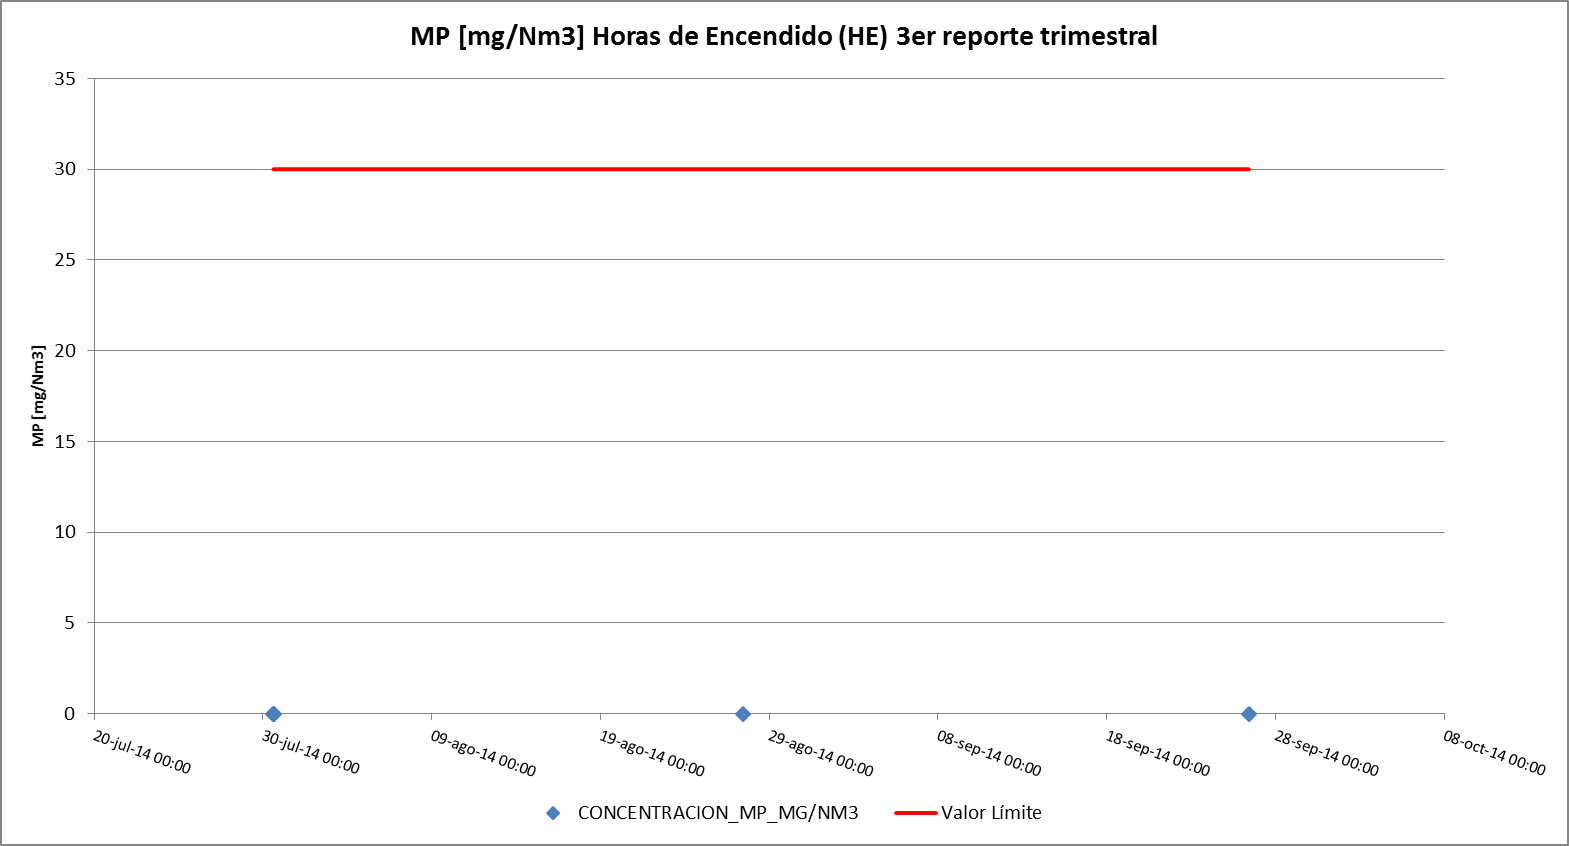 MP [mg/Nm3] Horas de Encendido (HE) 3er reporte trimestral
35
30
25
20
15
10
5
0
MP [mg/Nm3]
20-jul-14 00:00
30-jul-14 00:00
09-ago-14 00:00
19-ago-14 00:00
29-ago-14 00:00
08-sep-14 00:00
18-sep-14 00:00
28-sep-14 00:00
08-oct-14 00:00
CONCENTRACION_MP_MG/NM3
Valor Límite